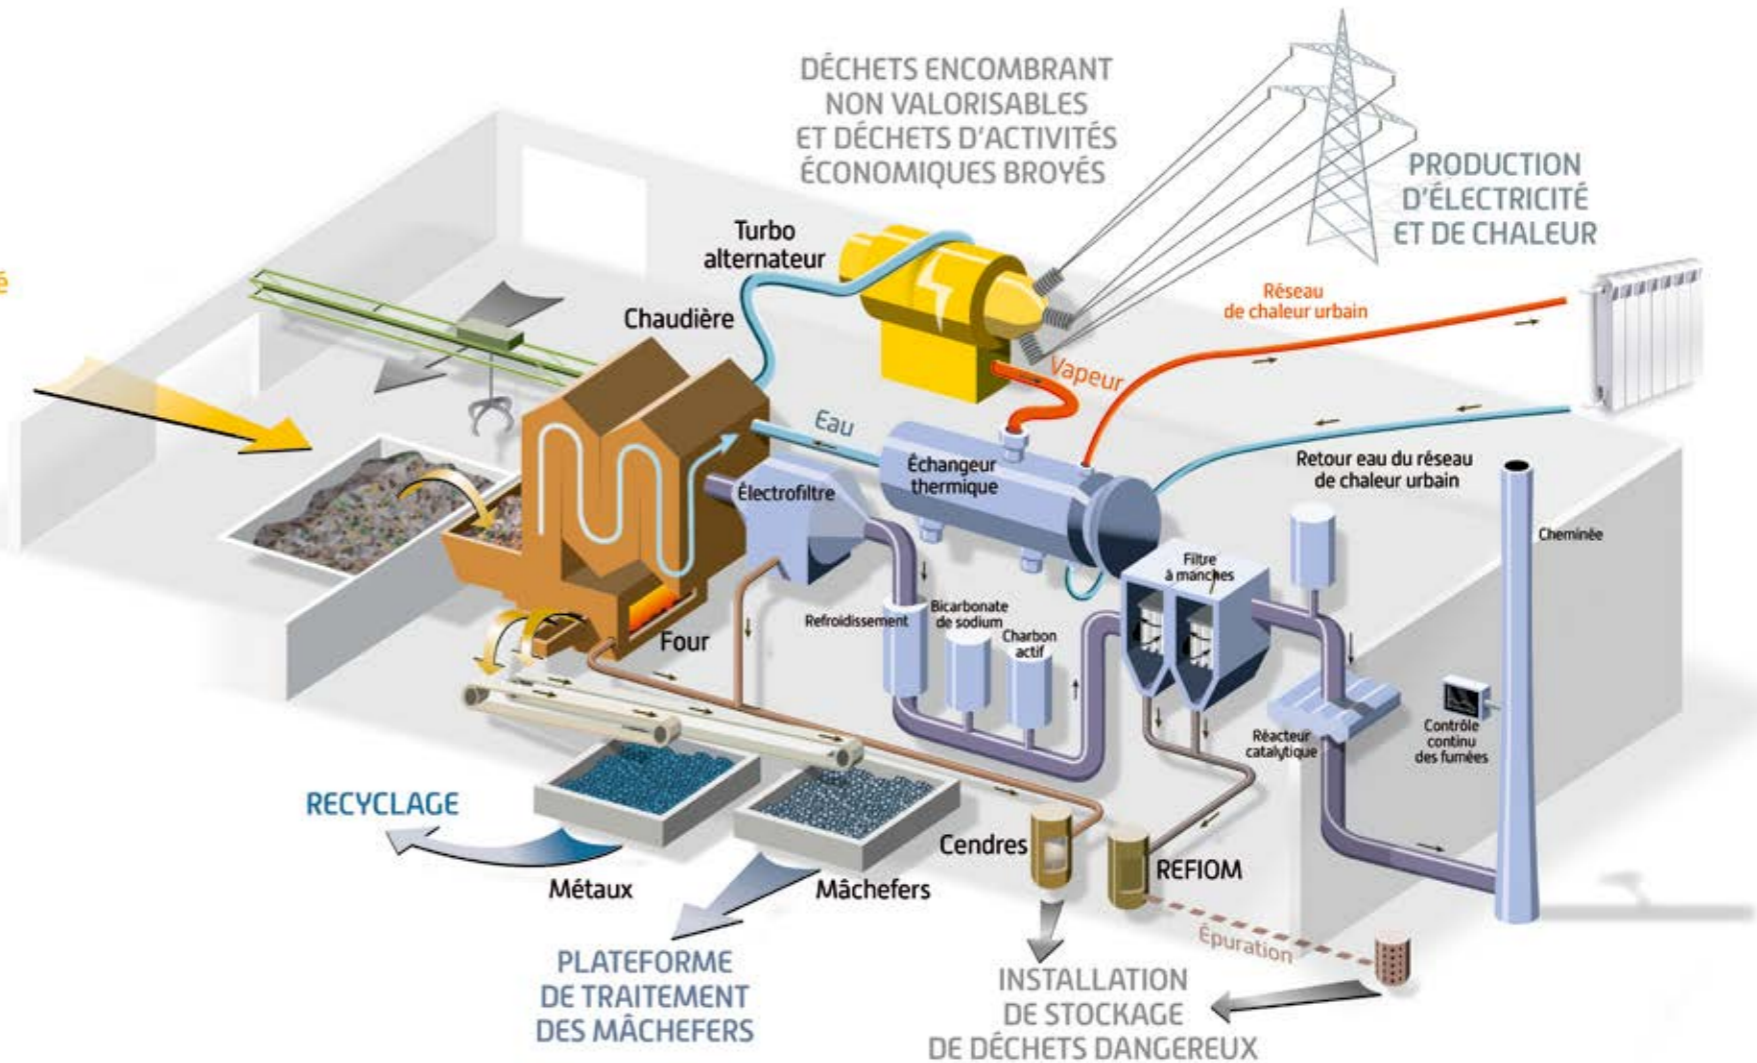 DÉCHETS ENCOMBRANT
NON VALORISABLES
ET DÉCHETS D'ACTIVITÉS
ÉCONOMIQUES BROYÉS
PRODUCTION
D'ÉLECTRICITÉ
ET DE CHALEUR
Turbo
alternateur
Chaudière
Réseau
de chaleur urbain
Vapeur
Eau
Échangeur
thermique
Électrofiltre
Retour eau du réseau
de chaleur urbain
Cheminée
Filtre
à manches
Refroidissement
Bicarbonate
de sodium
Charbon
actif
Four
Réacteur
catalytique
Contrôle
continu
des fumées
RECYCLAGE
Métaux
Mâchefers
Cendres
REFIOM
Épuration
PLATEFORME
DE TRAITEMENT
DES MÂCHEFERS
INSTALLATION
DE STOCKAGE
DE DÉCHETS DANGEREUX